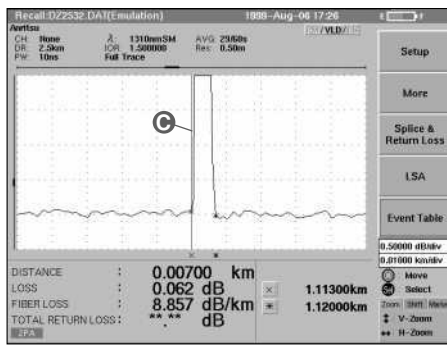 Recall:DZ2532.DAT(Emulation) 1999-Aug-06 17:26
Anritsu
CH: None λ: 1310nmSM AVG: 29/60s /VLD/
DR: 2.5km IOR: 1.500000 Res: 0.50m
PW: 10ns Full Trace
Setup
More
Splice & Return Loss
LSA
Event Table
C
0.50000 dB/div
0.01000 km/div
DISTANCE : 0.00700 km
LOSS : 0.062 dB × 1.11300km
FIBER LOSS : 8.857 dB/km * 1.12000km
TOTAL RETURN LOSS : **.** dB
2PA
Move
Select
Zoom Shift
V-Zoom
H-Zoom